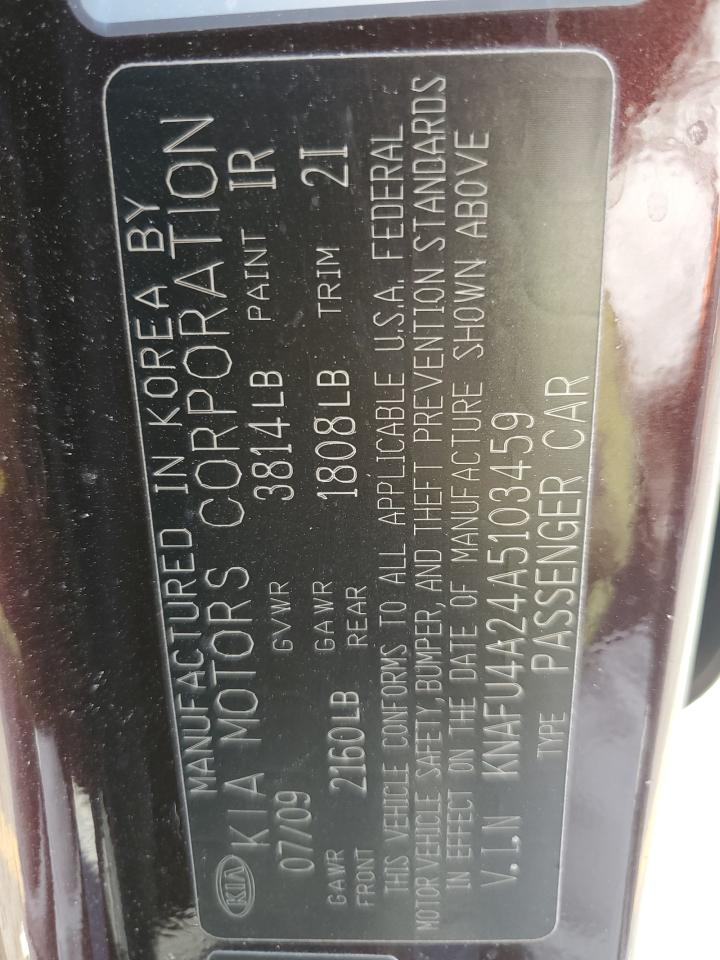 MANUFACTURED IN KOREA BY
KIA KIA MOTORS CORPORATION
07/09 GVWR 3814LB PAINT IR
GAWR FRONT 2160LB GAWR REAR 1808LB TRIM 2I
THIS VEHICLE CONFORMS TO ALL APPLICABLE U.S.A. FEDERAL
MOTOR VEHICLE SAFETY, BUMPER, AND THEFT PREVENTION STANDARDS
IN EFFECT ON THE DATE OF MANUFACTURE SHOWN ABOVE
V.I.N KNAFU4A24A5103459
TYPE PASSENGER CAR